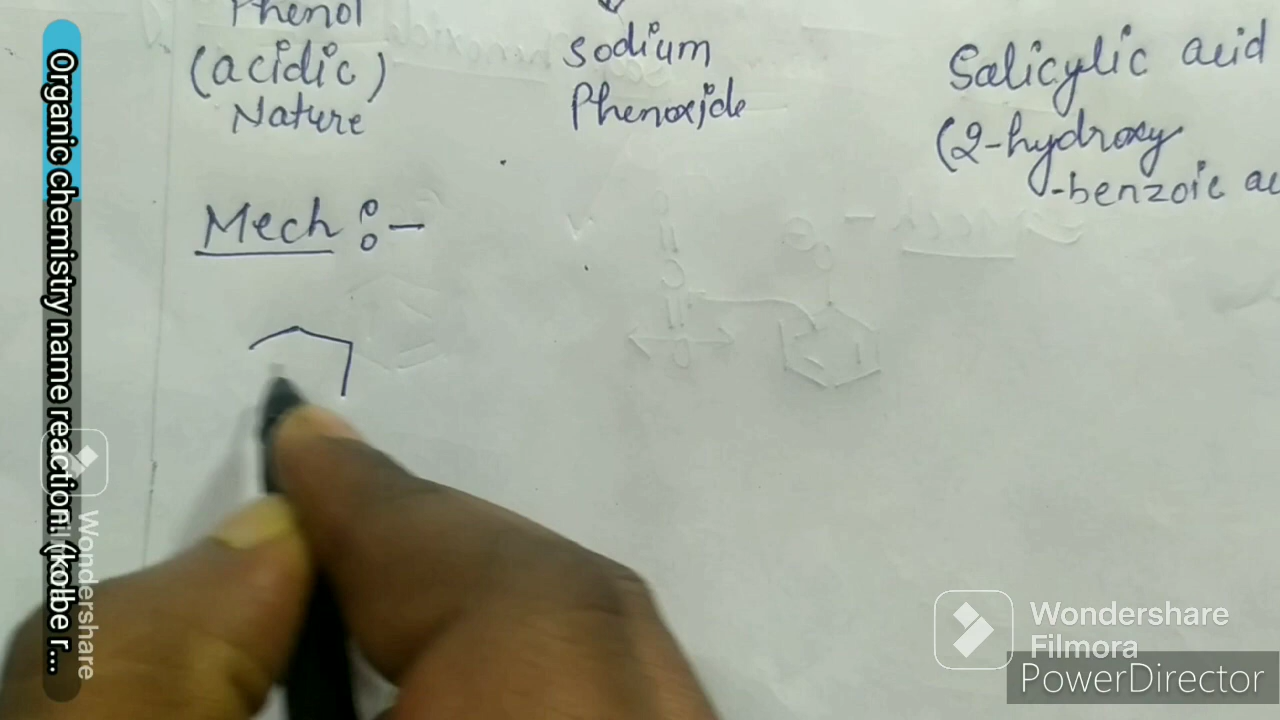 Phenol
(acidic)
Nature
Sodium
Phenoxide
Salicylic acid
(2-hydroxy
-benzoic
Mech :-
Organic chemistry name reaction! (kolbe r...
Wondershare
Wondershare
Filmora
PowerDirector